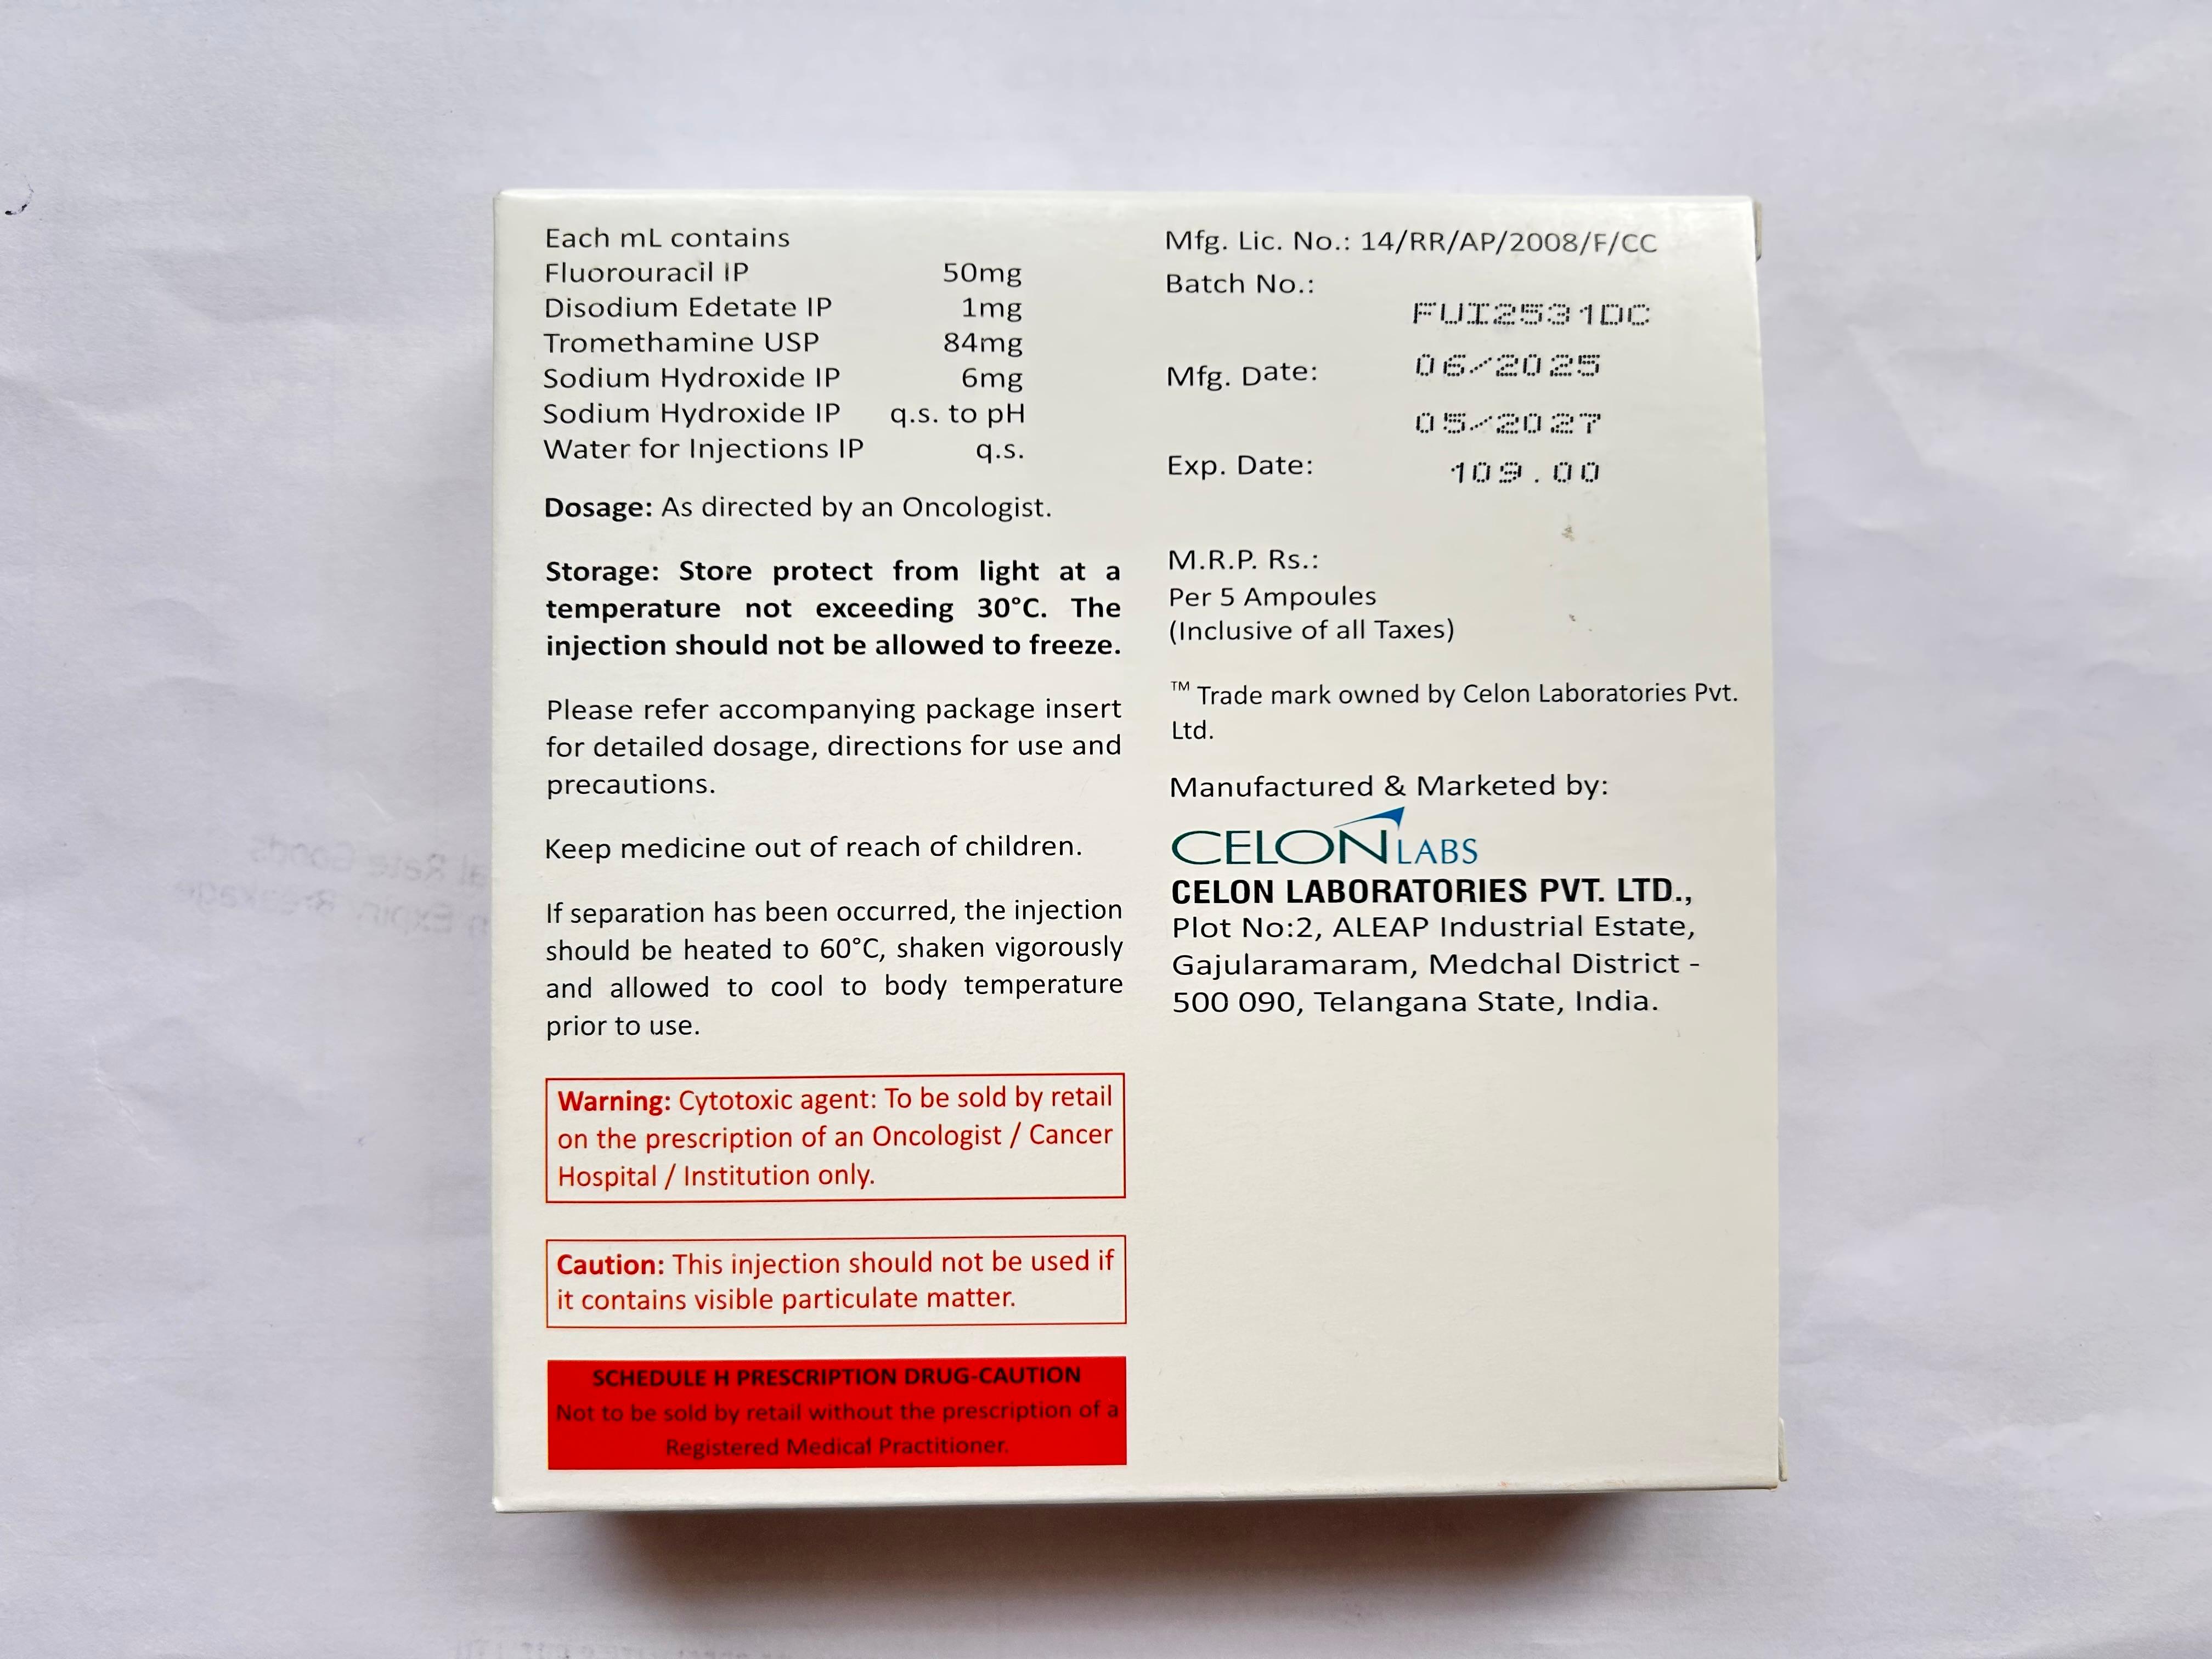 Each mL contains
Fluorouracil IP 50mg
Disodium Edetate IP 1mg
Tromethamine USP 84mg
Sodium Hydroxide IP 6mg
Sodium Hydroxide IP q.s. to pH
Water for Injections IP q.s.
Dosage: As directed by an Oncologist.
Storage: Store protect from light at a
temperature not exceeding 30°C. The
injection should not be allowed to freeze.
Please refer accompanying package insert
for detailed dosage, directions for use and
precautions.
Keep medicine out of reach of children.
If separation has been occurred, the injection
should be heated to 60°C, shaken vigorously
and allowed to cool to body temperature
prior to use.
Warning: Cytotoxic agent: To be sold by retail
on the prescription of an Oncologist / Cancer
Hospital / Institution only.
Caution: This injection should not be used if
it contains visible particulate matter.
SCHEDULE H PRESCRIPTION DRUG-CAUTION
Not to be sold by retail without the prescription of a
Registered Medical Practitioner.
Mfg. Lic. No.: 14/RR/AP/2008/F/CC
Batch No.:
FUI2531DC
Mfg. Date: 06/2025
05/2027
Exp. Date: 109.00
M.R.P. Rs.:
Per 5 Ampoules
(Inclusive of all Taxes)
™ Trade mark owned by Celon Laboratories Pvt.
Ltd.
Manufactured & Marketed by:
CELON LABS
CELON LABORATORIES PVT. LTD.,
Plot No:2, ALEAP Industrial Estate,
Gajularamaram, Medchal District -
500 090, Telangana State, India.